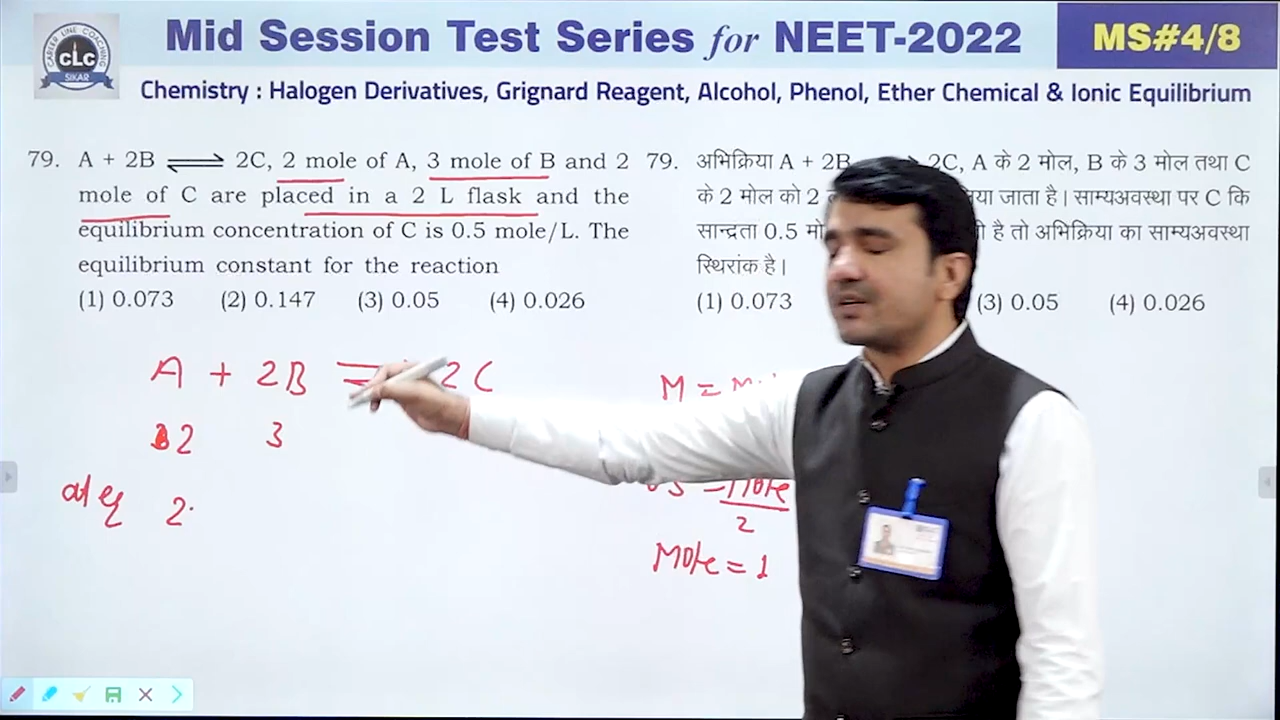 Mid Session Test Series for NEET-2022
MS#4/8
CAREER LINE COACHING
CLC
SIKAR
Chemistry : Halogen Derivatives, Grignard Reagent, Alcohol, Phenol, Ether Chemical & Ionic Equilibrium
79. A + 2B ⇌ 2C, 2 mole of A, 3 mole of B and 2
mole of C are placed in a 2 L flask and the
equilibrium concentration of C is 0.5 mole/L. The
equilibrium constant for the reaction
(1) 0.073 (2) 0.147 (3) 0.05 (4) 0.026
79. अभिक्रिया A + 2B 2C, A के 2 मोल, B के 3 मोल तथा C
के 2 मोल को 2 जाता है। साम्यअवस्था पर C कि
सान्द्रता 0.5 है तो अभिक्रिया का साम्यअवस्था
स्थिरांक है।
(1) 0.073 (3) 0.05 (4) 0.026
A + 2B ⇌ 2C
2 3
at eq 2.
M =
Mole
2
Mole = 1